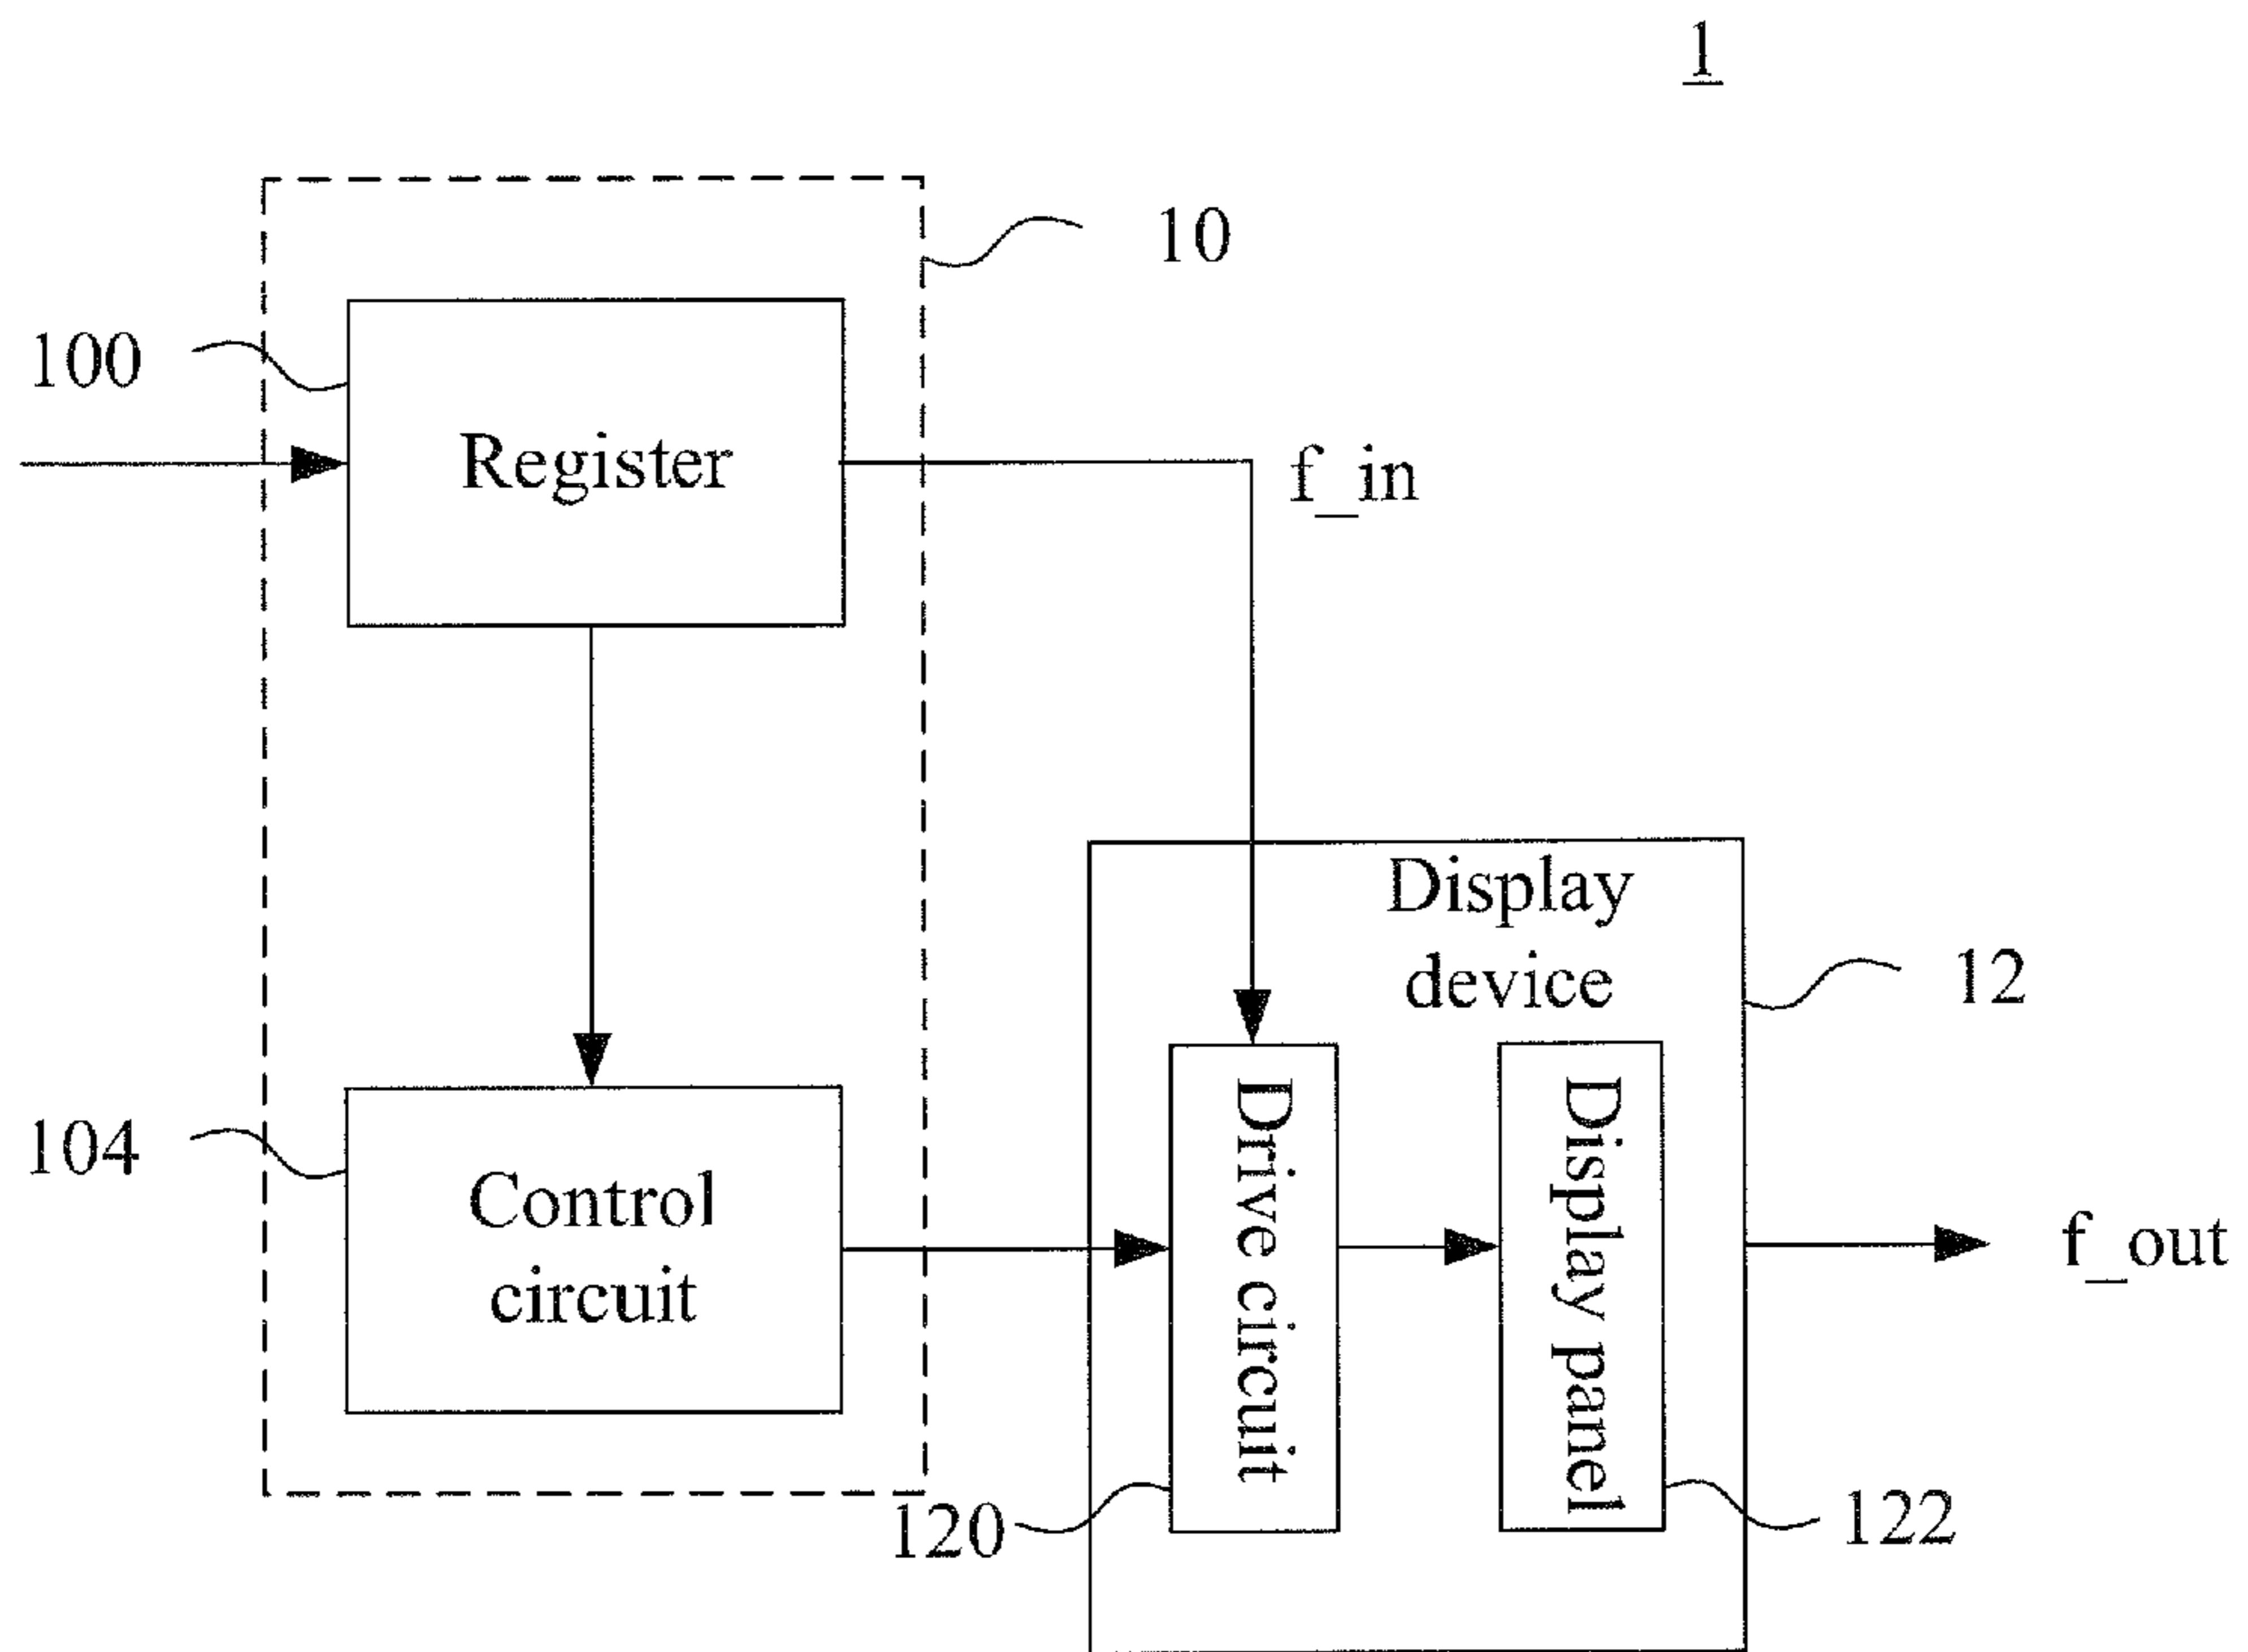 1
10
100
Register
f_in
Display
device
12
104
Control
circuit
Drive circuit
Display panel
f_out
120
122